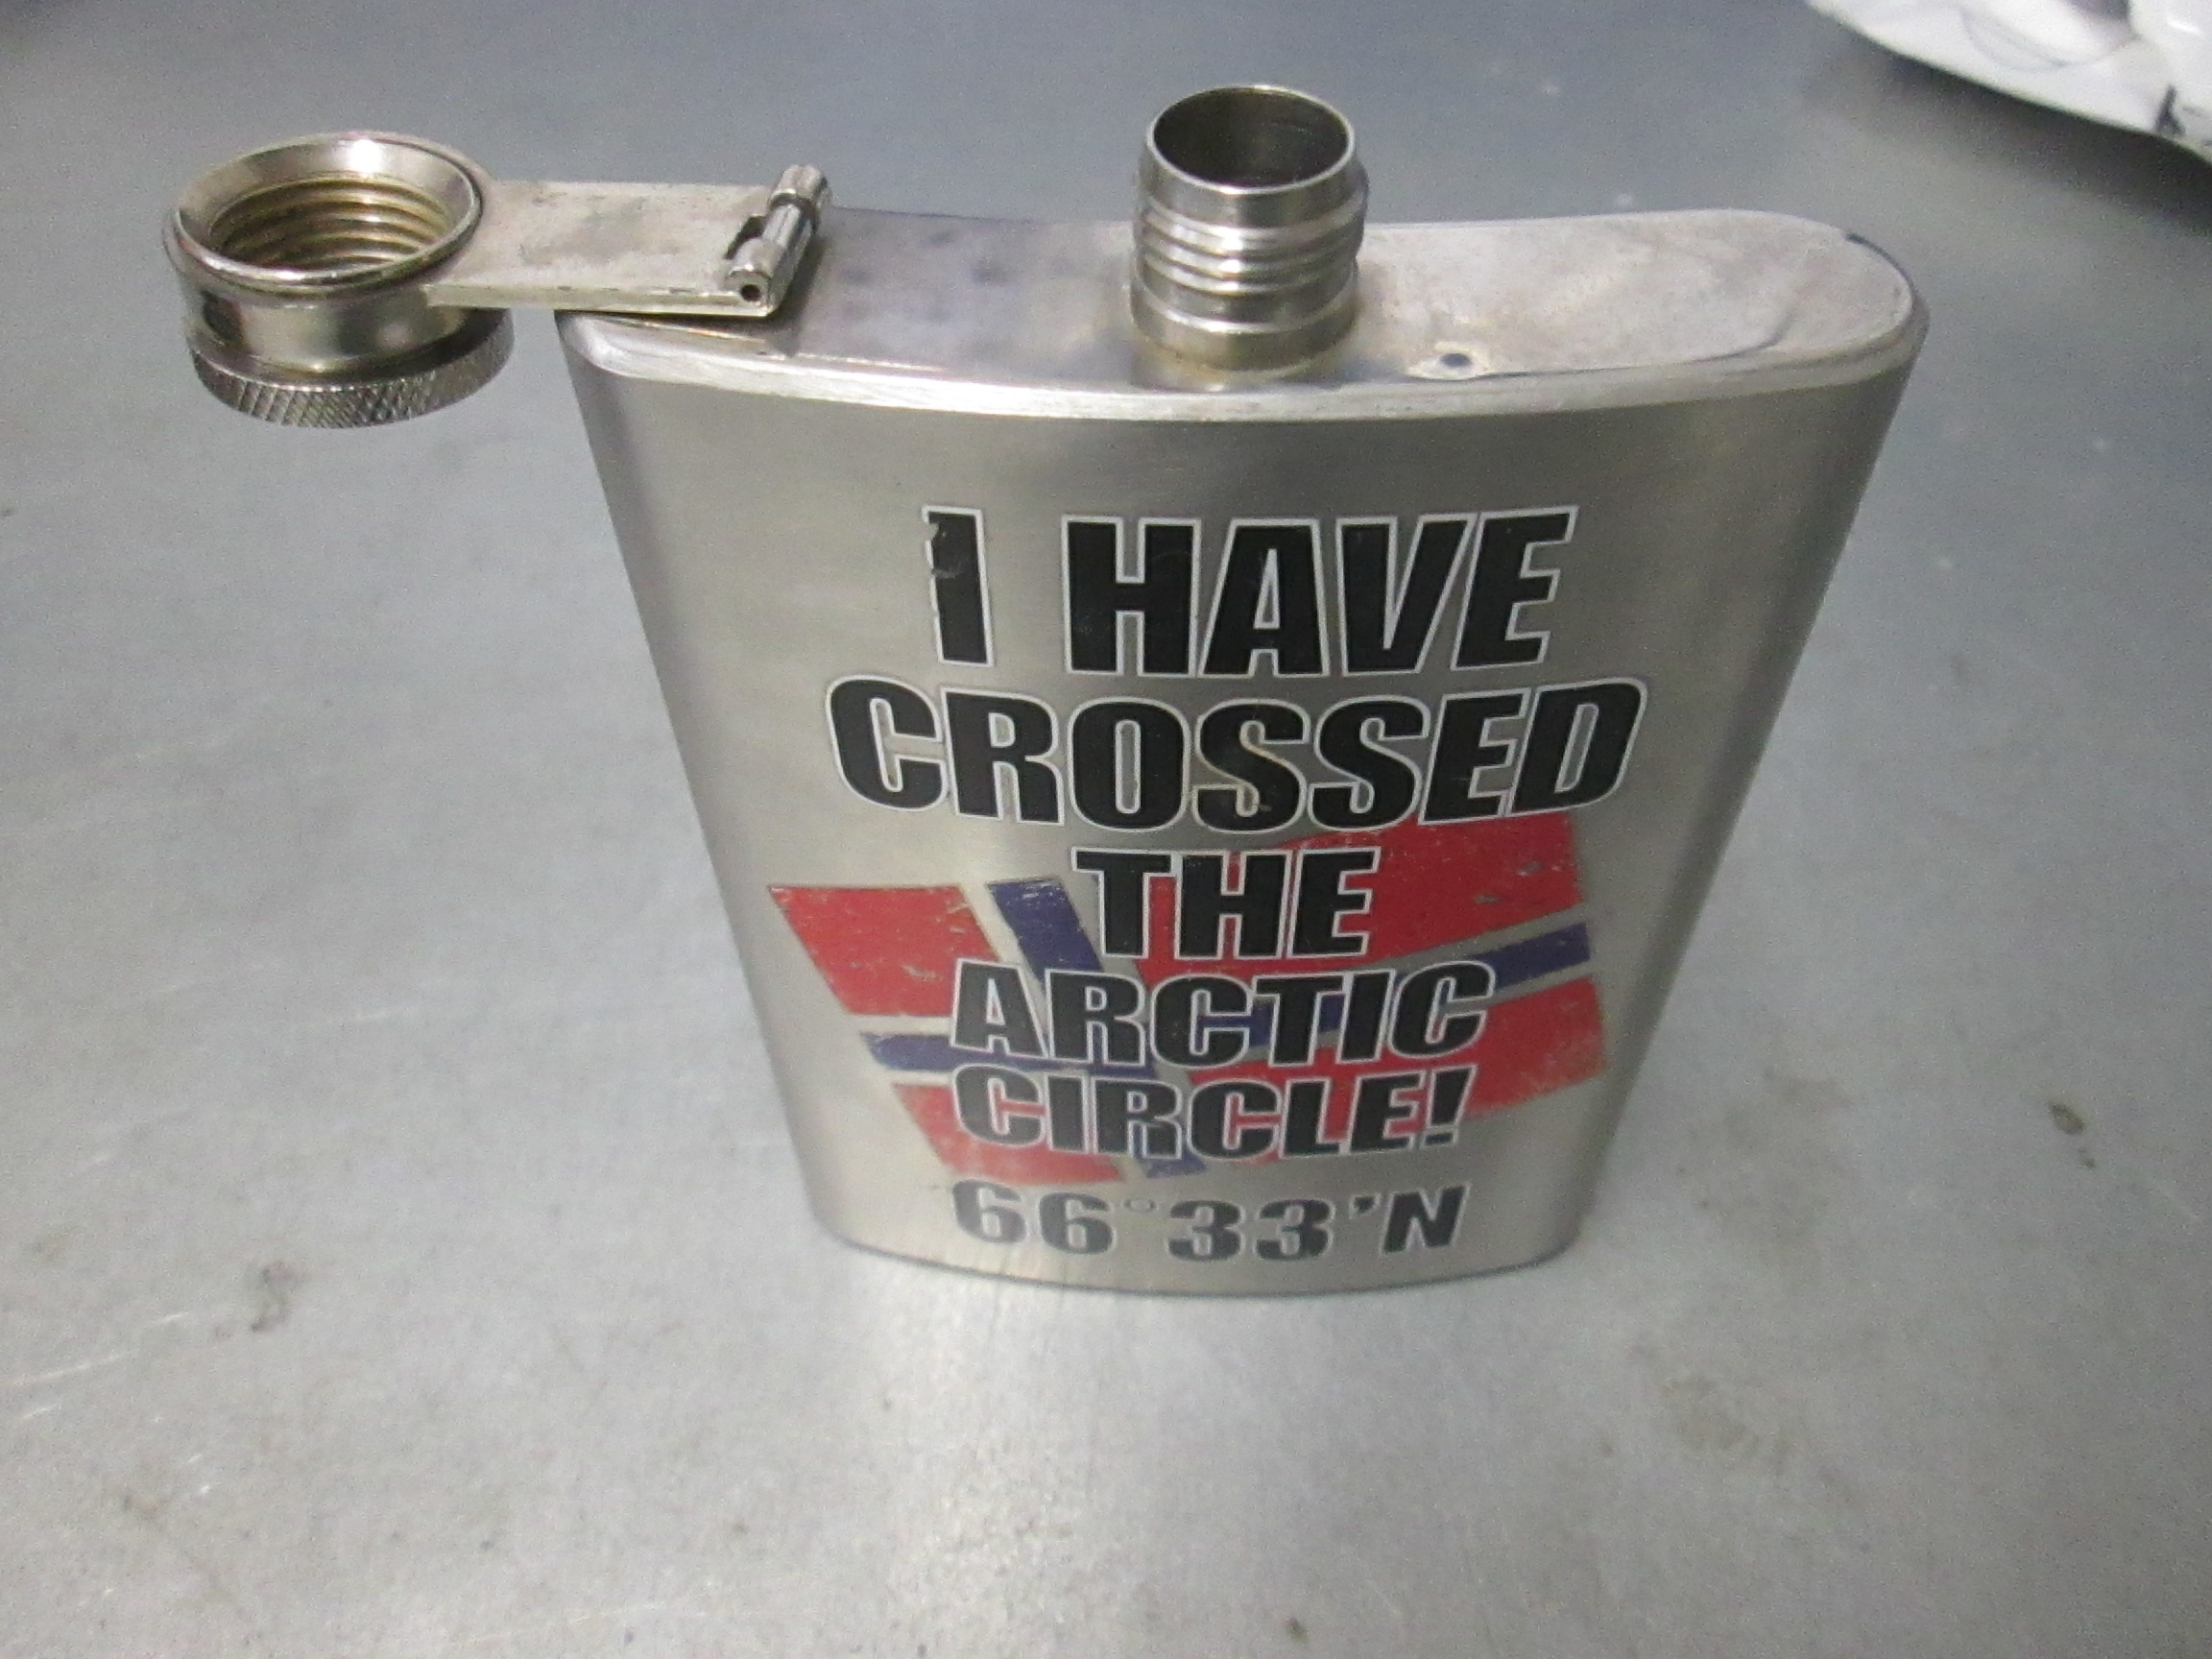 I HAVE
CROSSED
THE
ARCTIC
CIRCLE!
66°33'N